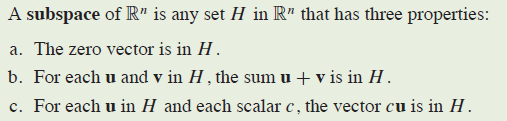 A subspace of ℝⁿ is any set H in ℝⁿ that has three properties:
a. The zero vector is in H.
b. For each u and v in H, the sum u + v is in H.
c. For each u in H and each scalar c, the vector cu is in H.